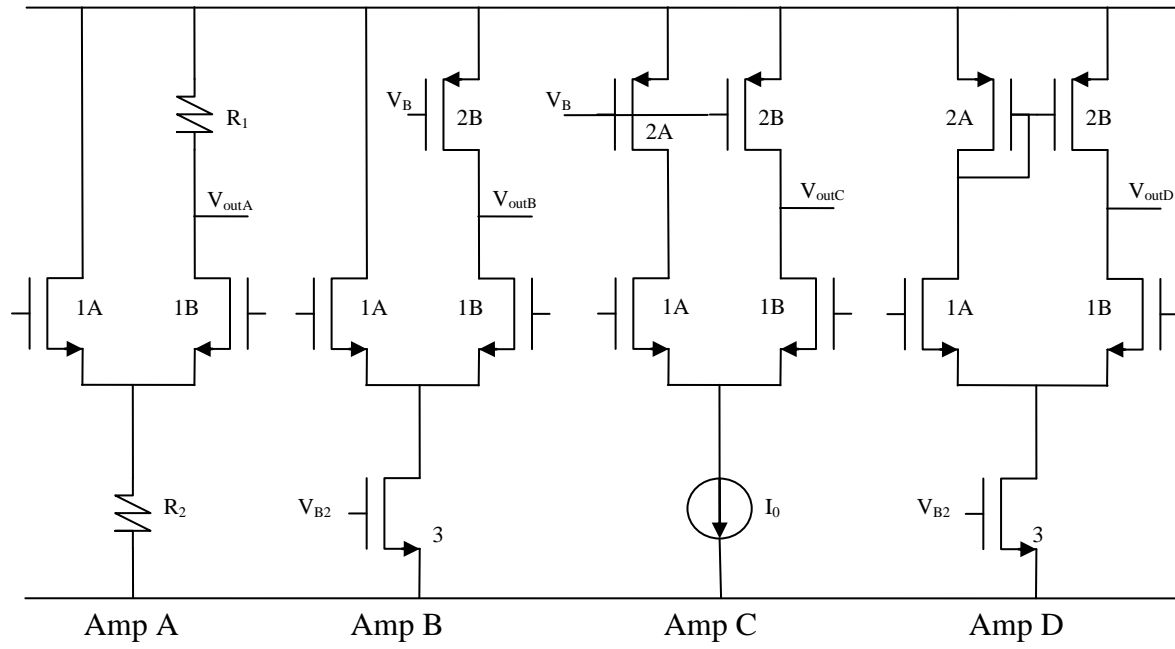 R1
VoutA
1A
1B
R2
Amp A
VB
2B
VoutB
1A
1B
VB2
3
Amp B
VB
2A
2B
VoutC
1A
1B
I0
Amp C
2A
2B
VoutD
1A
1B
VB2
3
Amp D